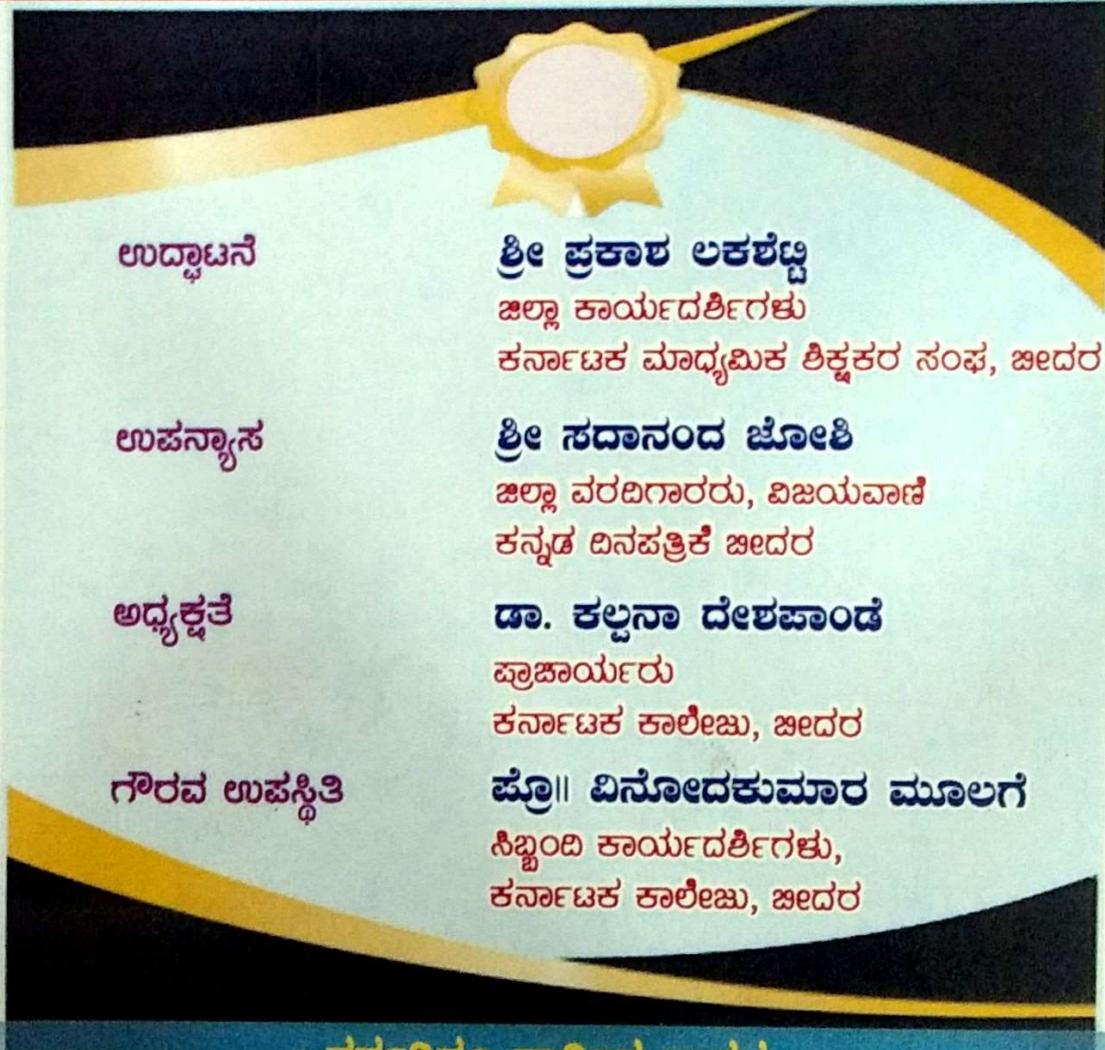 ಉದ್ಘಾಟನೆ ಶ್ರೀ ಪ್ರಕಾಶ ಲಕಶೆಟ್ಟಿ
ಜಿಲ್ಲಾ ಕಾರ್ಯದರ್ಶಿಗಳು
ಕರ್ನಾಟಕ ಮಾಧ್ಯಮಿಕ ಶಿಕ್ಷಕರ ಸಂಘ, ಬೀದರ
ಉಪನ್ಯಾಸ ಶ್ರೀ ಸದಾನಂದ ಜೋಶಿ
ಜಿಲ್ಲಾ ವರದಿಗಾರರು, ವಿಜಯವಾಣಿ
ಕನ್ನಡ ದಿನಪತ್ರಿಕೆ ಬೀದರ
ಅಧ್ಯಕ್ಷತೆ ಡಾ. ಕಲ್ಪನಾ ದೇಶಪಾಂಡೆ
ಪ್ರಾಚಾರ್ಯರು
ಕರ್ನಾಟಕ ಕಾಲೇಜು, ಬೀದರ
ಗೌರವ ಉಪಸ್ಥಿತಿ ಪ್ರೊ|| ವಿನೋದಕುಮಾರ ಮೂಲಗೆ
ಸಿಬ್ಬಂದಿ ಕಾರ್ಯದರ್ಶಿಗಳು,
ಕರ್ನಾಟಕ ಕಾಲೇಜು, ಬೀದರ